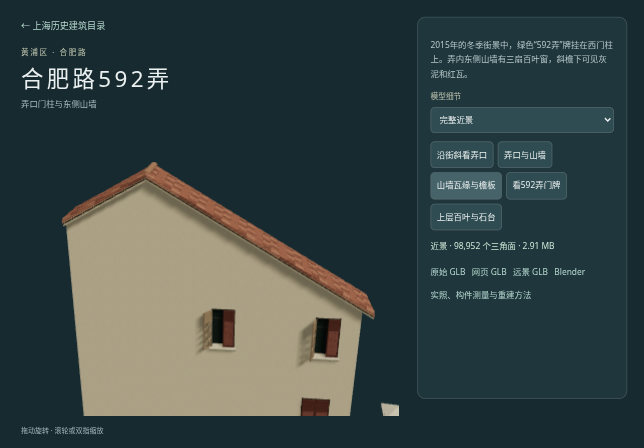 ← 上海历史建筑目录
黄浦区 · 合肥路
合肥路592弄
弄口门柱与东侧山墙
2015年的冬季街景中，绿色“592弄”牌挂在西门柱
上。弄内东侧山墙有三扇百叶窗，斜檐下可见灰
泥和红瓦。
模型细节
完整近景
沿街斜看弄口 弄口与山墙
山墙瓦缘与檐板 看592弄门牌
上层百叶与石台
近景 · 98,952 个三角面 · 2.91 MB
原始 GLB 网页 GLB 远景 GLB Blender
实照、构件测量与重建方法
拖动旋转 · 滚轮或双指缩放